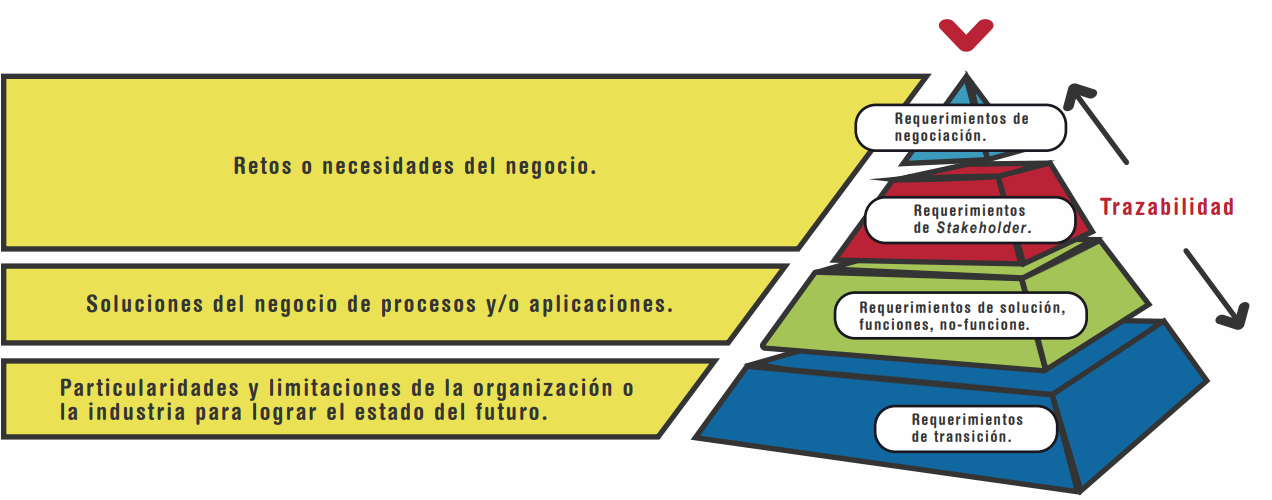 Retos o necesidades del negocio.
Requerimientos de
negociación.
Requerimientos
de Stakeholder.
Trazabilidad
Soluciones del negocio de procesos y/o aplicaciones.
Requerimientos de solución,
funciones, no-funcione.
Particularidades y limitaciones de la organización o
la industria para lograr el estado del futuro.
Requerimientos
de transición.